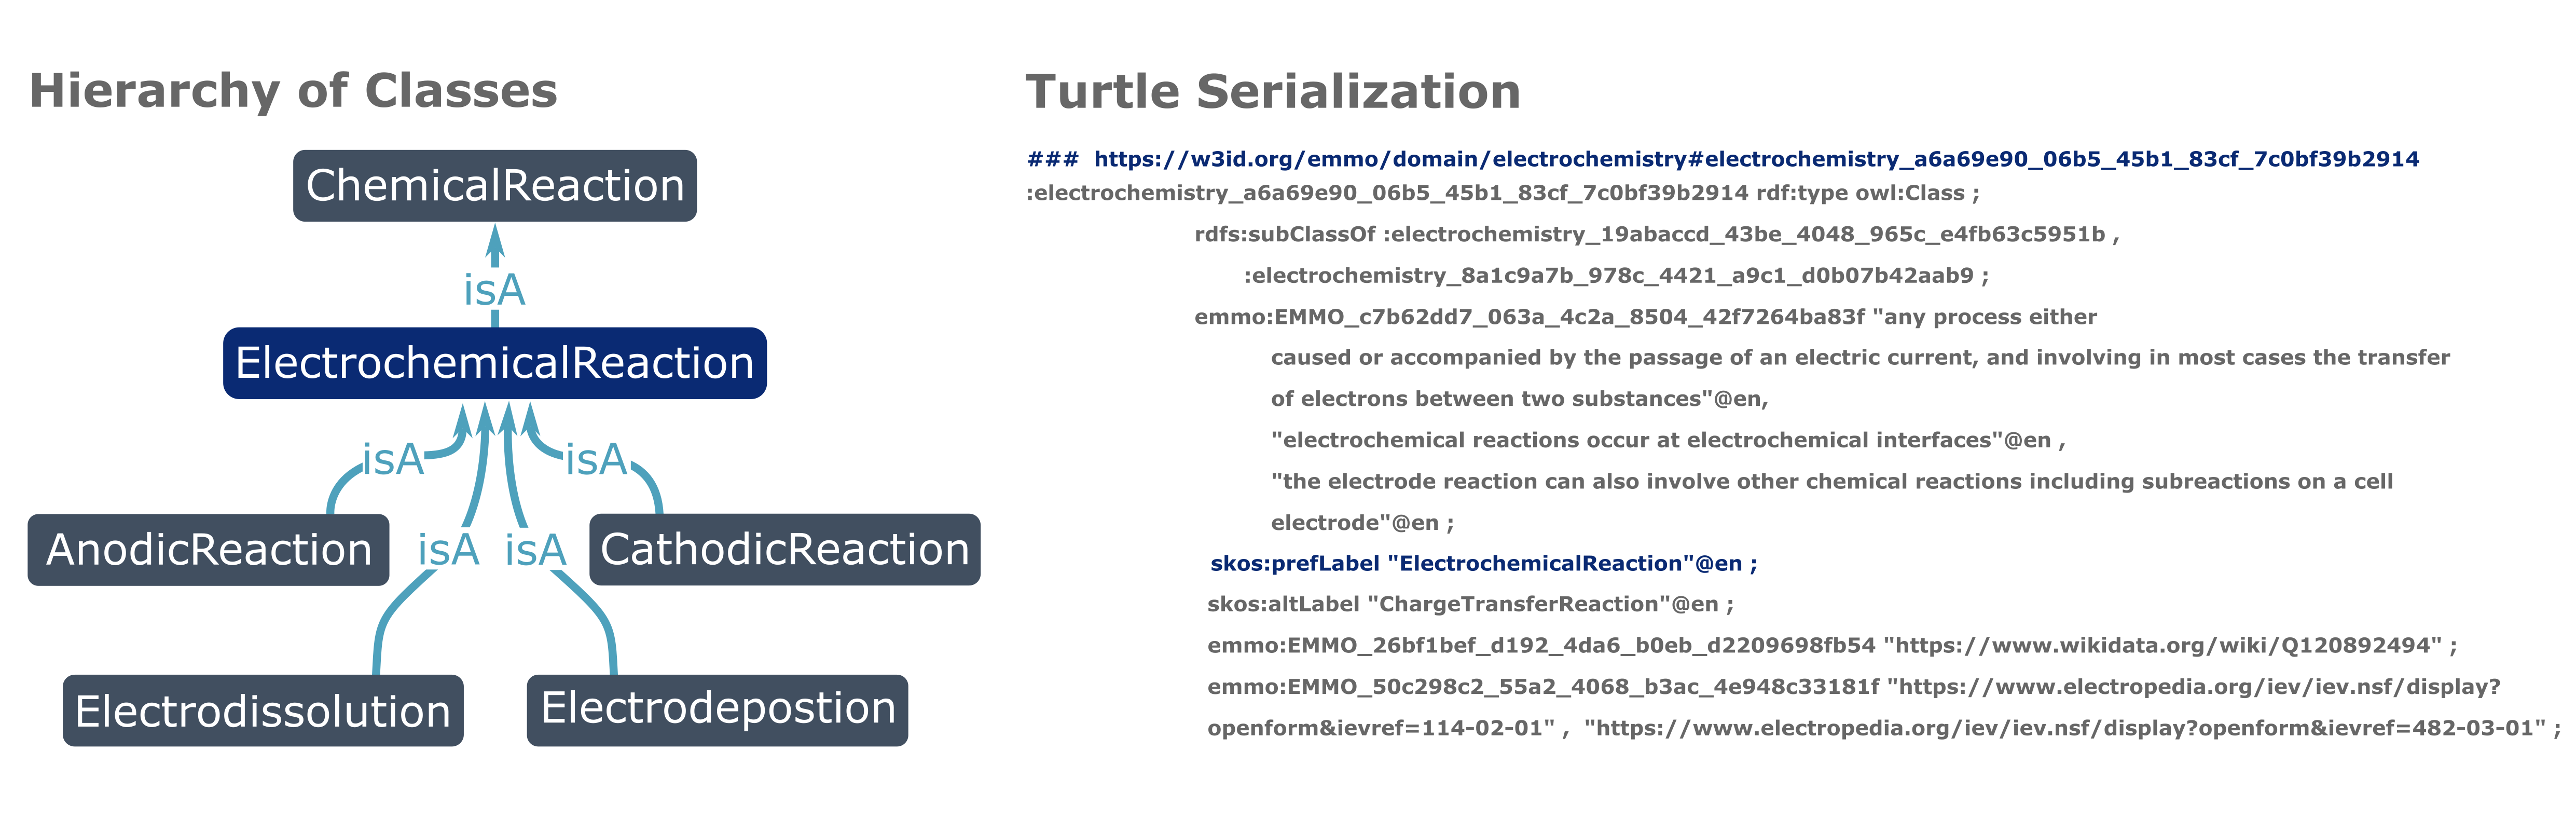 Hierarchy of Classes
ChemicalReaction
isA
ElectrochemicalReaction
isA
isA
AnodicReaction
isA
isA
CathodicReaction
Electrodissolution
Electrodepostion
Turtle Serialization
### https://w3id.org/emmo/domain/electrochemistry#electrochemistry_a6a69e90_06b5_45b1_83cf_7c0bf39b2914
:electrochemistry_a6a69e90_06b5_45b1_83cf_7c0bf39b2914 rdf:type owl:Class ;
rdfs:subClassOf :electrochemistry_19abaccd_43be_4048_965c_e4fb63c5951b ,
:electrochemistry_8a1c9a7b_978c_4421_a9c1_d0b07b42aab9 ;
emmo:EMMO_c7b62dd7_063a_4c2a_8504_42f7264ba83f "any process either
caused or accompanied by the passage of an electric current, and involving in most cases the transfer
of electrons between two substances"@en,
"electrochemical reactions occur at electrochemical interfaces"@en ,
"the electrode reaction can also involve other chemical reactions including subreactions on a cell
electrode"@en ;
skos:prefLabel "ElectrochemicalReaction"@en ;
skos:altLabel "ChargeTransferReaction"@en ;
emmo:EMMO_26bf1bef_d192_4da6_b0eb_d2209698fb54 "https://www.wikidata.org/wiki/Q120892494" ;
emmo:EMMO_50c298c2_55a2_4068_b3ac_4e948c33181f "https://www.electropedia.org/iev/iev.nsf/display?
openform&ievref=114-02-01" , "https://www.electropedia.org/iev/iev.nsf/display?openform&ievref=482-03-01" ;